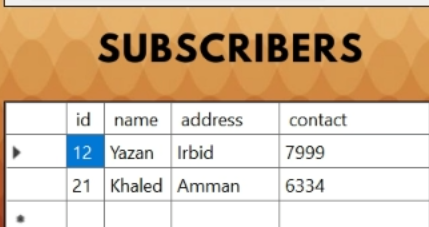 SUBSCRIBERS
id name address contact
12 Yazan Irbid 7999
21 Khaled Amman 6334